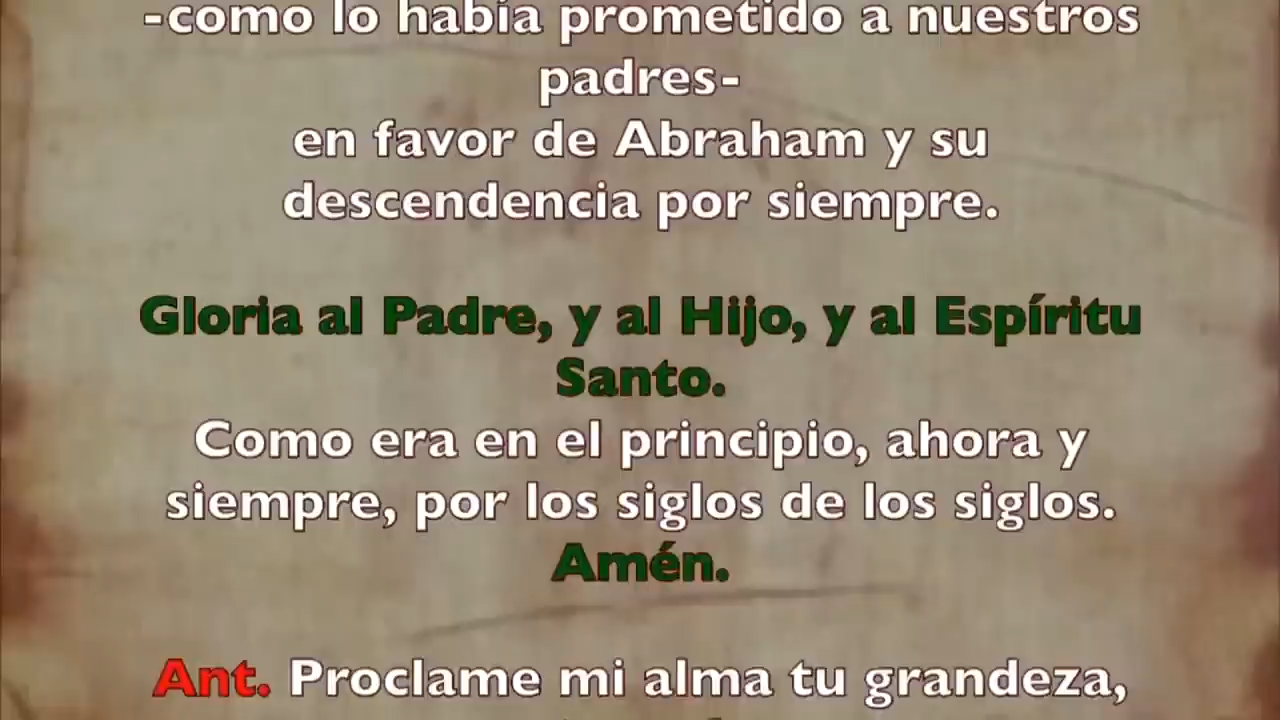 -como lo había prometido a nuestros
padres-
en favor de Abraham y su
descendencia por siempre.
Gloria al Padre, y al Hijo, y al Espíritu
Santo.
Como era en el principio, ahora y
siempre, por los siglos de los siglos.
Amén.
Ant. Proclame mi alma tu grandeza,